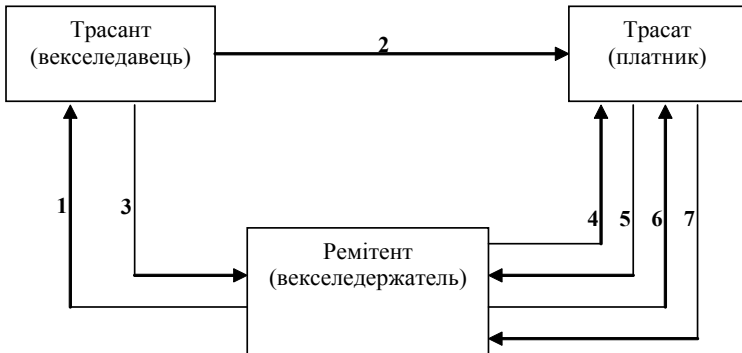 Трасант
(векселедавець)
2
Трасат
(платник)
1
3
4
5
6
7
Ремітент
(векселедержатель)